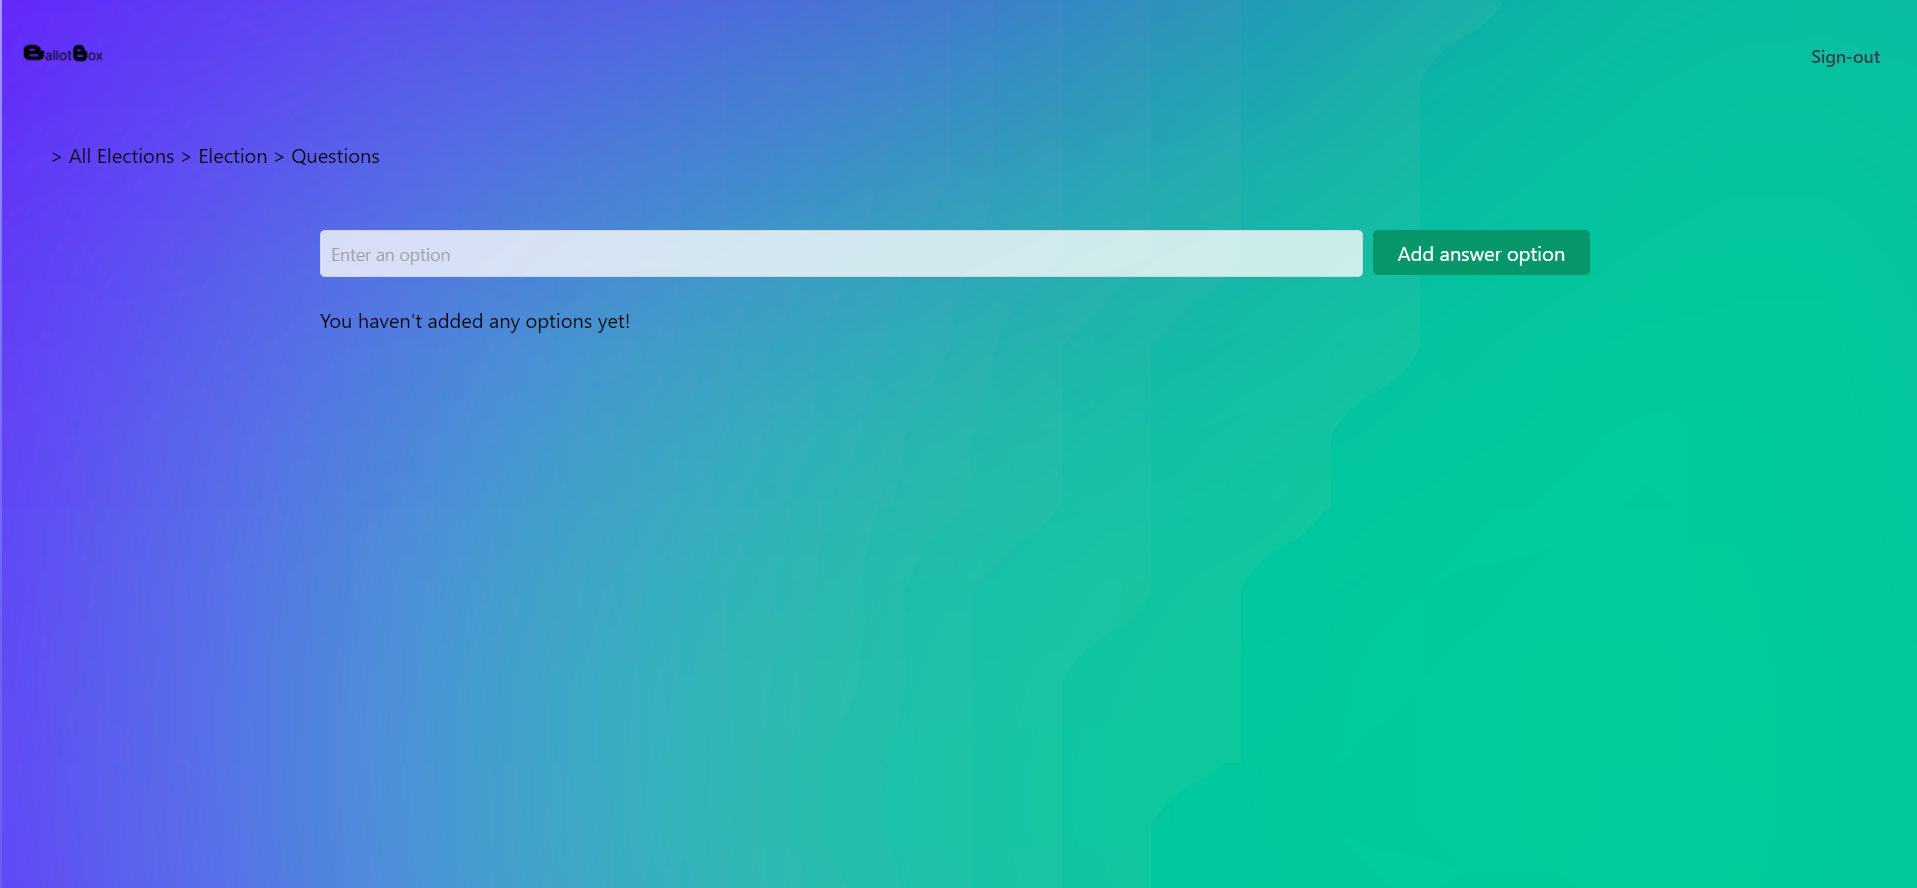 BallotBox
Sign-out
> All Elections > Election > Questions
Enter an option
Add answer option
You haven't added any options yet!